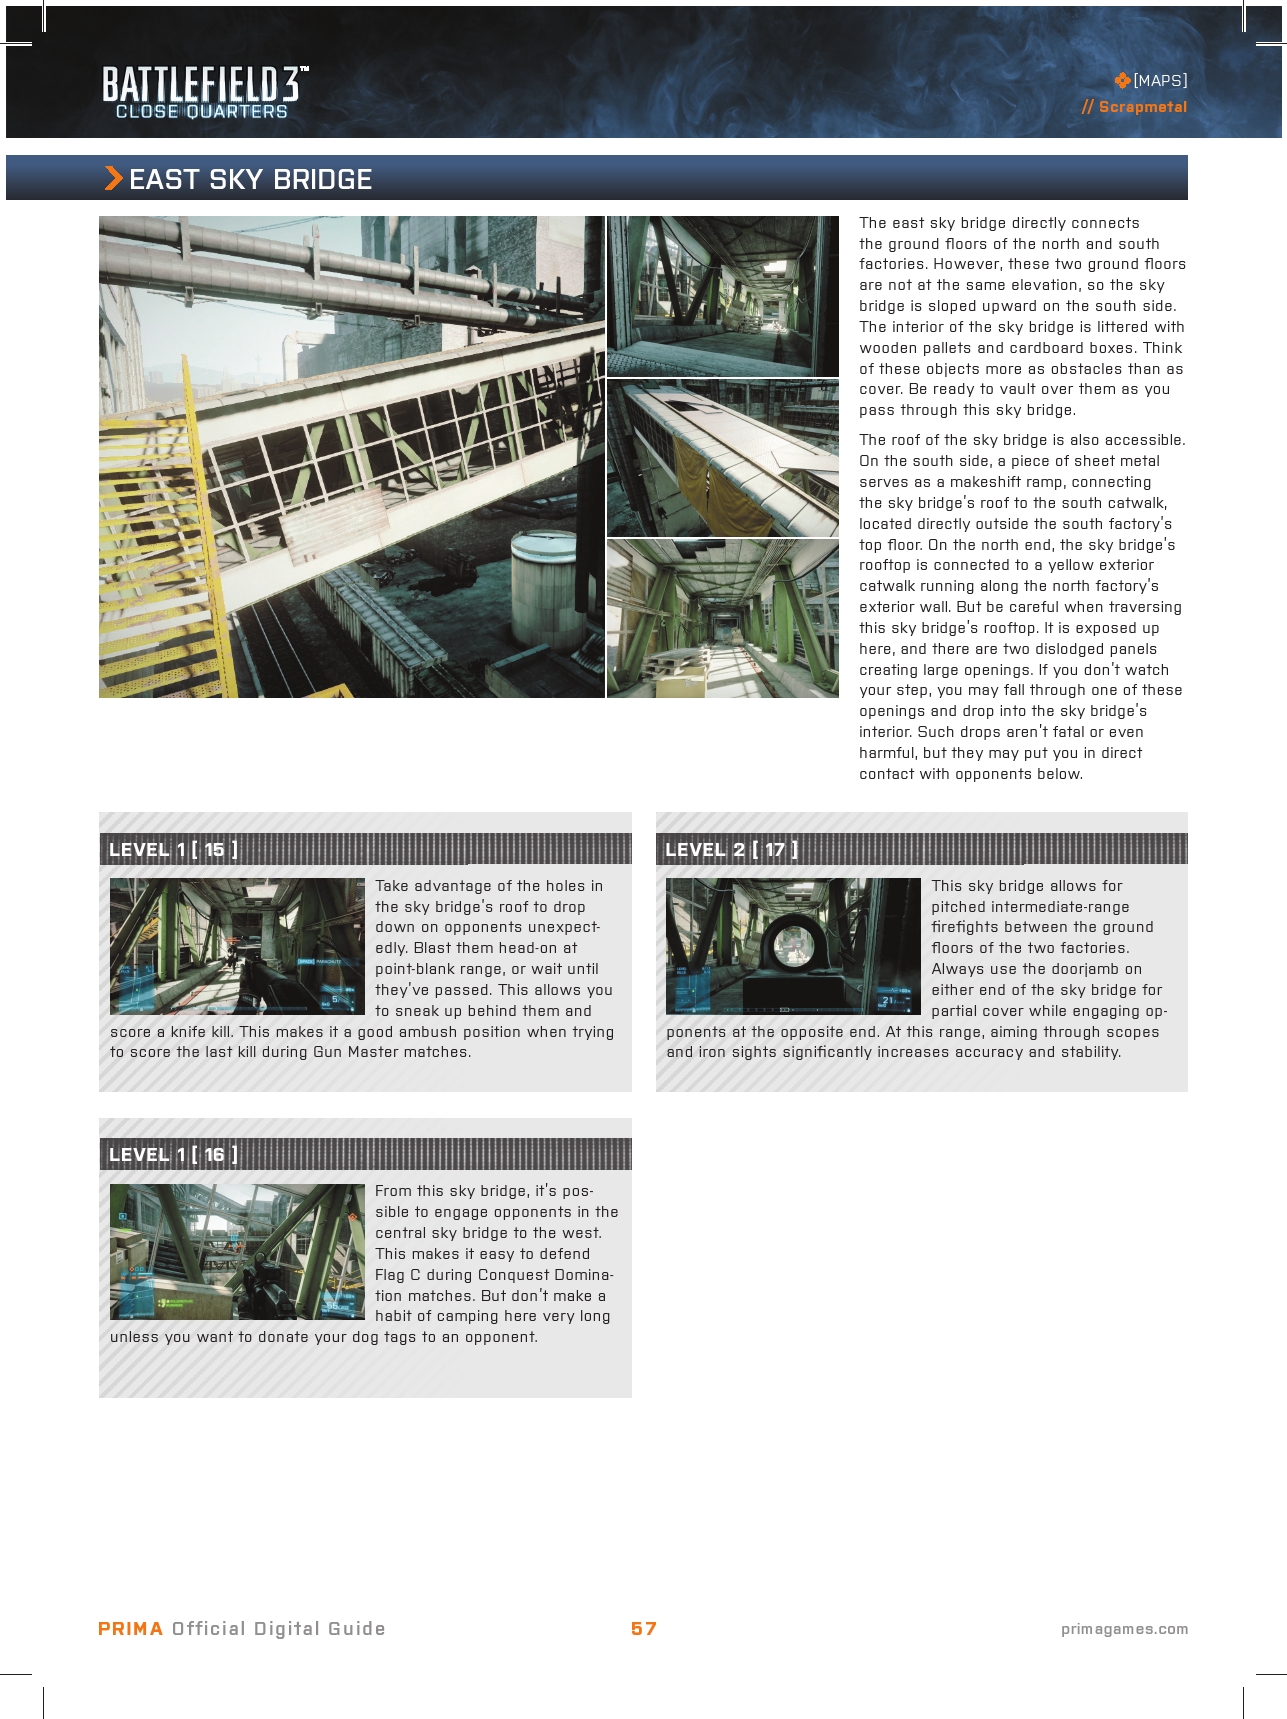 BATTLEFIELD 3™
CLOSE QUARTERS
[MAPS]
// Scrapmetal
EAST SKY BRIDGE
The east sky bridge directly connects
the ground floors of the north and south
factories. However, these two ground floors
are not at the same elevation, so the sky
bridge is sloped upward on the south side.
The interior of the sky bridge is littered with
wooden pallets and cardboard boxes. Think
of these objects more as obstacles than as
cover. Be ready to vault over them as you
pass through this sky bridge.
The roof of the sky bridge is also accessible.
On the south side, a piece of sheet metal
serves as a makeshift ramp, connecting
the sky bridge's roof to the south catwalk,
located directly outside the south factory's
top floor. On the north end, the sky bridge's
rooftop is connected to a yellow exterior
catwalk running along the north factory's
exterior wall. But be careful when traversing
this sky bridge's rooftop. It is exposed up
here, and there are two dislodged panels
creating large openings. If you don't watch
your step, you may fall through one of these
openings and drop into the sky bridge's
interior. Such drops aren't fatal or even
harmful, but they may put you in direct
contact with opponents below.
LEVEL 1 [ 15 ]
Take advantage of the holes in
the sky bridge's roof to drop
down on opponents unexpect-
edly. Blast them head-on at
point-blank range, or wait until
they've passed. This allows you
to sneak up behind them and
score a knife kill. This makes it a good ambush position when trying
to score the last kill during Gun Master matches.
LEVEL 2 [ 17 ]
This sky bridge allows for
pitched intermediate-range
firefights between the ground
floors of the two factories.
Always use the doorjamb on
either end of the sky bridge for
partial cover while engaging op-
ponents at the opposite end. At this range, aiming through scopes
and iron sights significantly increases accuracy and stability.
LEVEL 1 [ 16 ]
From this sky bridge, it's pos-
sible to engage opponents in the
central sky bridge to the west.
This makes it easy to defend
Flag C during Conquest Domina-
tion matches. But don't make a
habit of camping here very long
unless you want to donate your dog tags to an opponent.
PRIMA Official Digital Guide
57
primagames.com